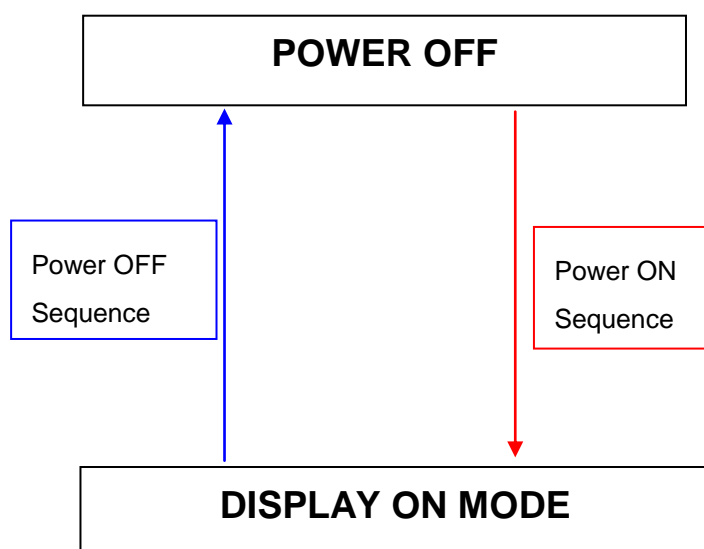 POWER OFF
Power OFF
Sequence
Power ON
Sequence
DISPLAY ON MODE